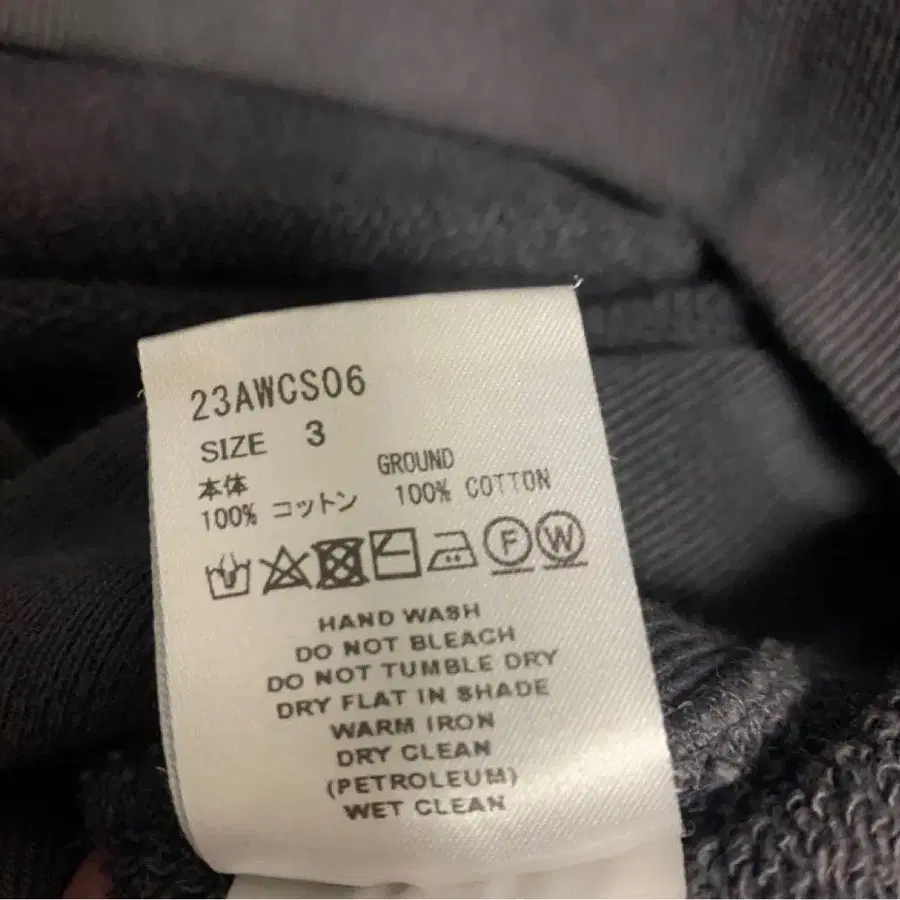 23AWCS06
SIZE 3
本体 GROUND
100% コットン 100% COTTON
F W
HAND WASH
DO NOT BLEACH
DO NOT TUMBLE DRY
DRY FLAT IN SHADE
WARM IRON
DRY CLEAN
(PETROLEUM)
WET CLEAN